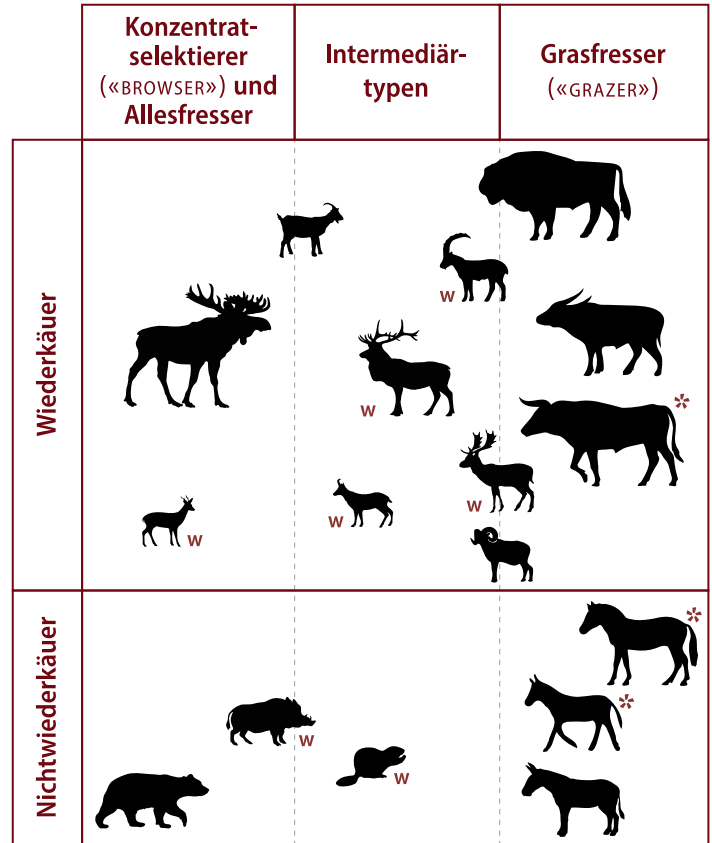 Konzentrat-
selektierer
(«BROWSER») und
Allesfresser
Intermediär-
typen
Grasfresser
(«GRAZER»)
Wiederkäuer
W
W
*
W
W
W
Nichtwiederkäuer
*
*
W
W